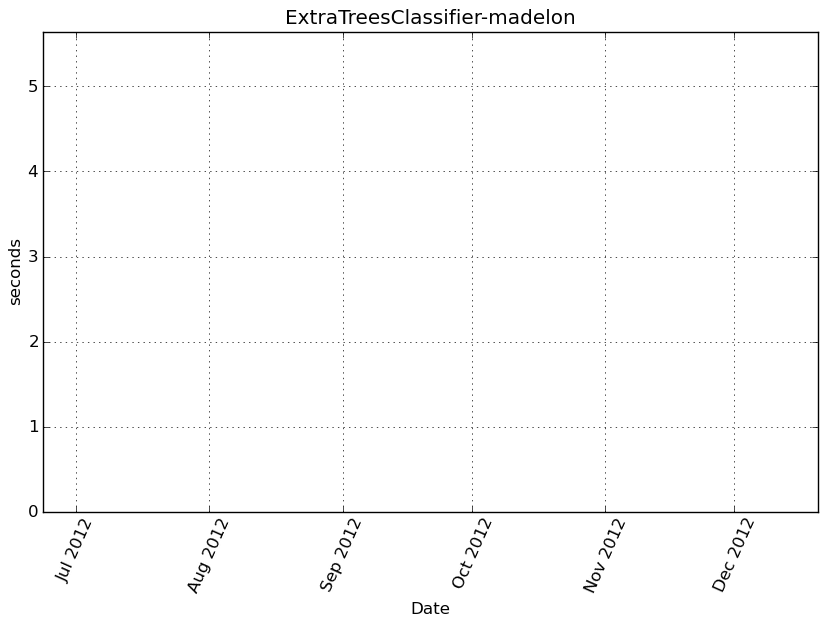 ExtraTreesClassifier-madelon
5
4
3
2
1
0
seconds
Jul 2012
Aug 2012
Sep 2012
Oct 2012
Nov 2012
Dec 2012
Date